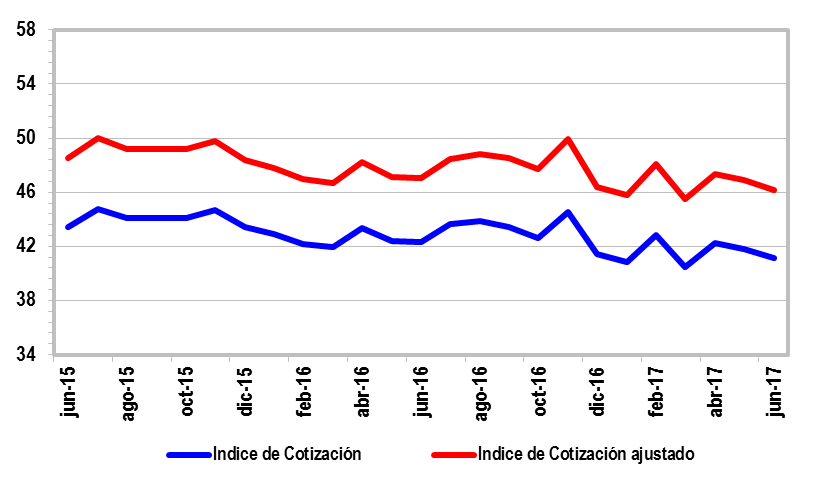 58
54
50
46
42
38
34
jun-15
ago-15
oct-15
dic-15
feb-16
abr-16
jun-16
ago-16
oct-16
dic-16
feb-17
abr-17
jun-17
Indice de Cotización
Indice de Cotización ajustado